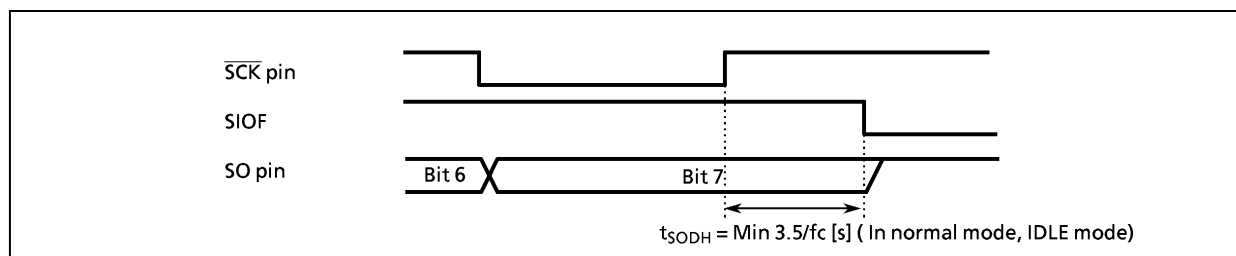 SCK pin
SIOF
SO pin
Bit 6
Bit 7
tSODH = Min 3.5/fc [s] ( In normal mode, IDLE mode)